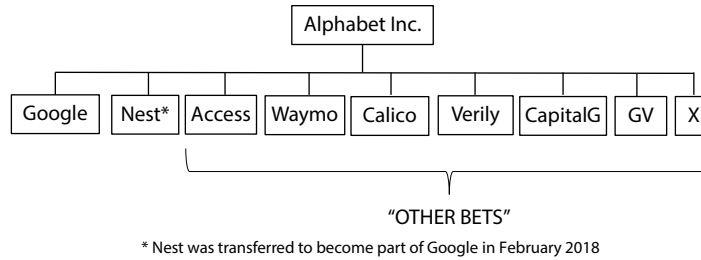 Alphabet Inc.
Google Nest* Access Waymo Calico Verily CapitalG GV X
“OTHER BETS”
* Nest was transferred to become part of Google in February 2018